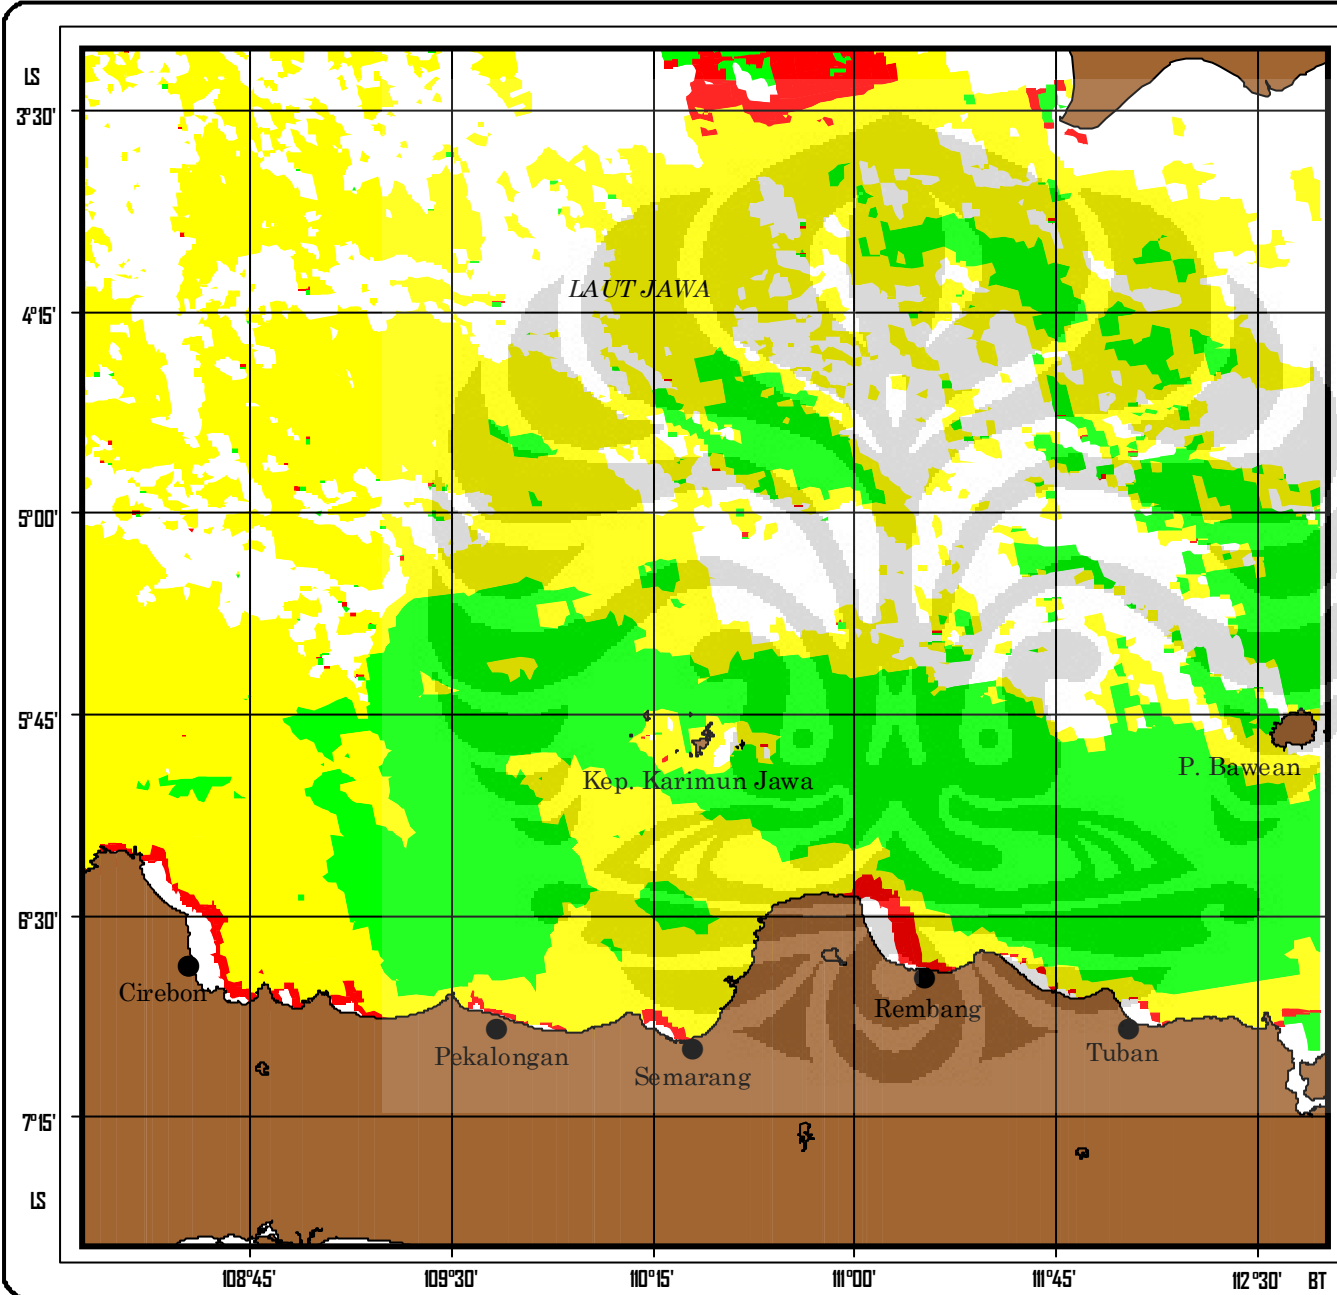 LS
3°30'
LAUT JAWA
4°15'
5°00'
5°45'
P. Bawean
Kep. Karimun Jawa
6°30'
Cirebon
Rembang
Pekalongan
Tuban
Semarang
7°15'
LS
108°45'
109°30'
110°15'
111°00'
111°45'
112°30'
BT